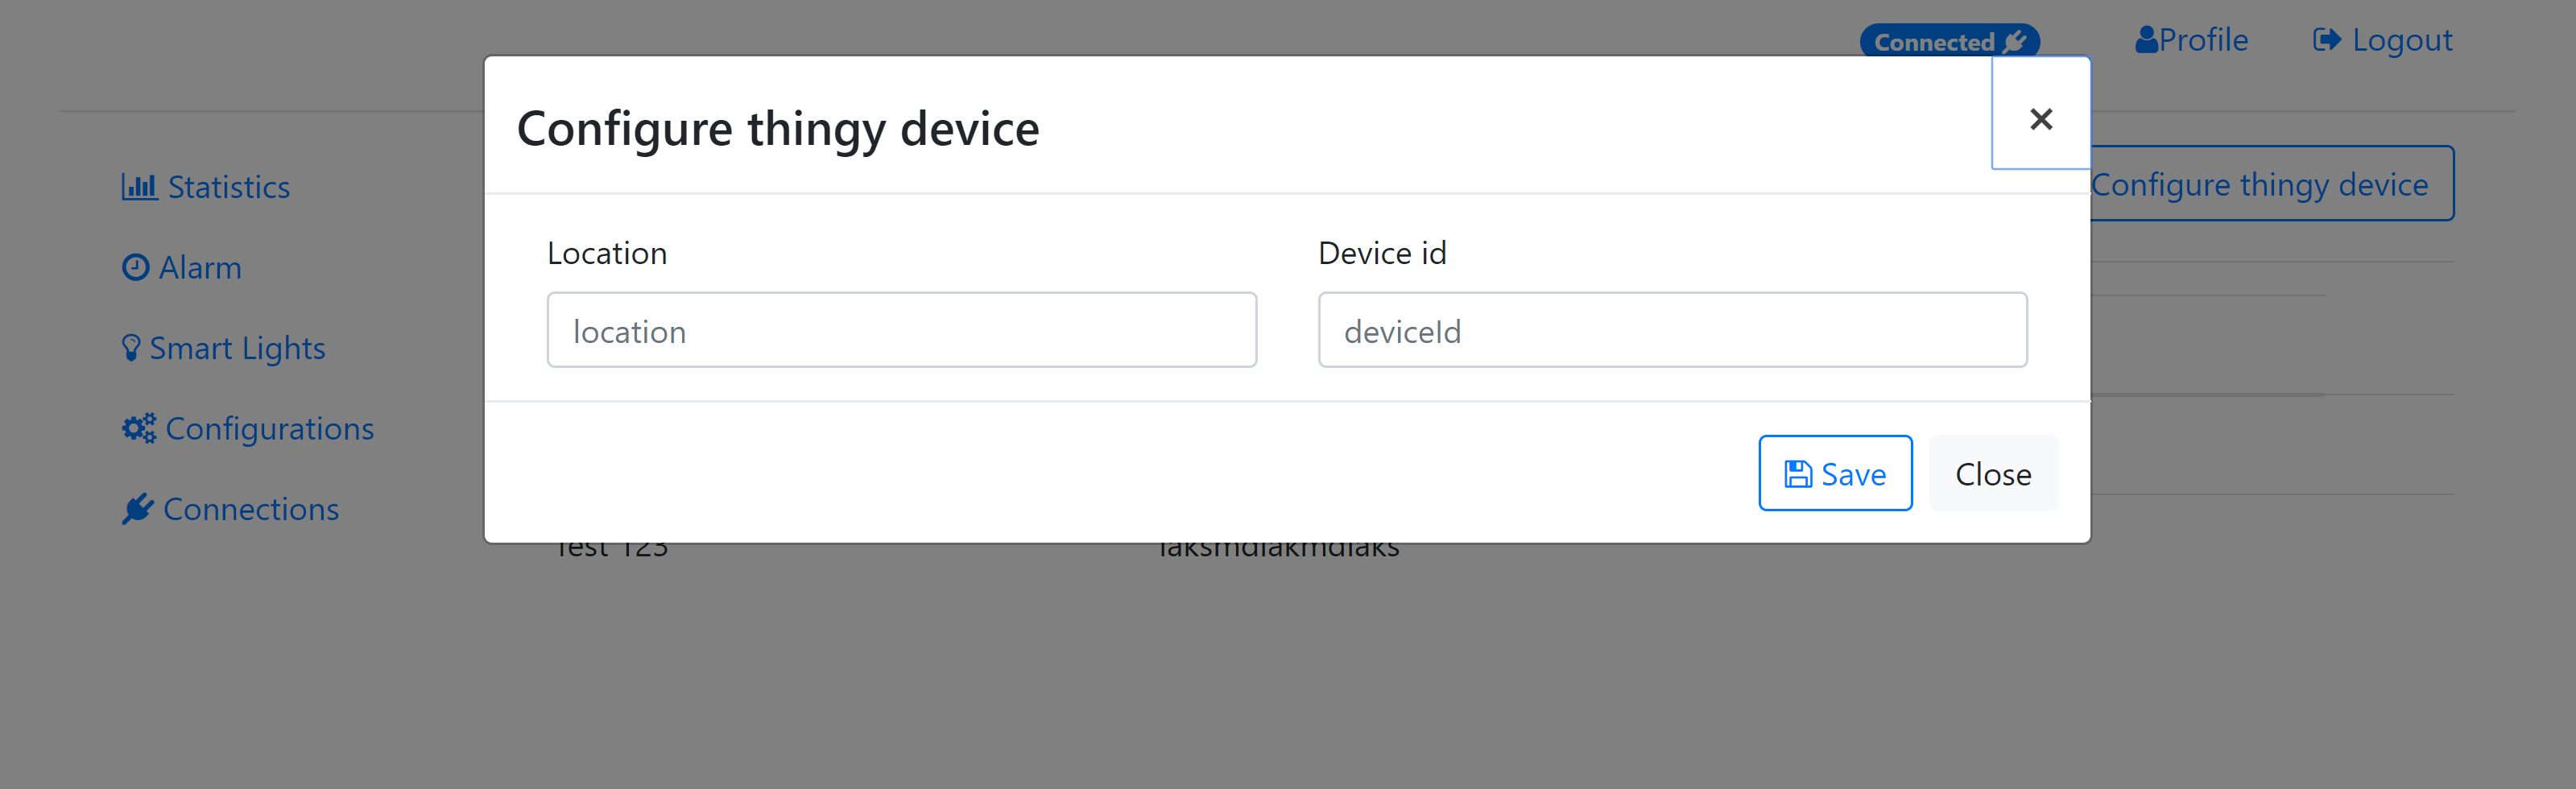 Connected
Profile
Logout
Configure thingy device
×
Configure thingy device
Statistics
Alarm
Smart Lights
Configurations
Connections
Location
Device id
location
deviceId
Save
Close
Test 123